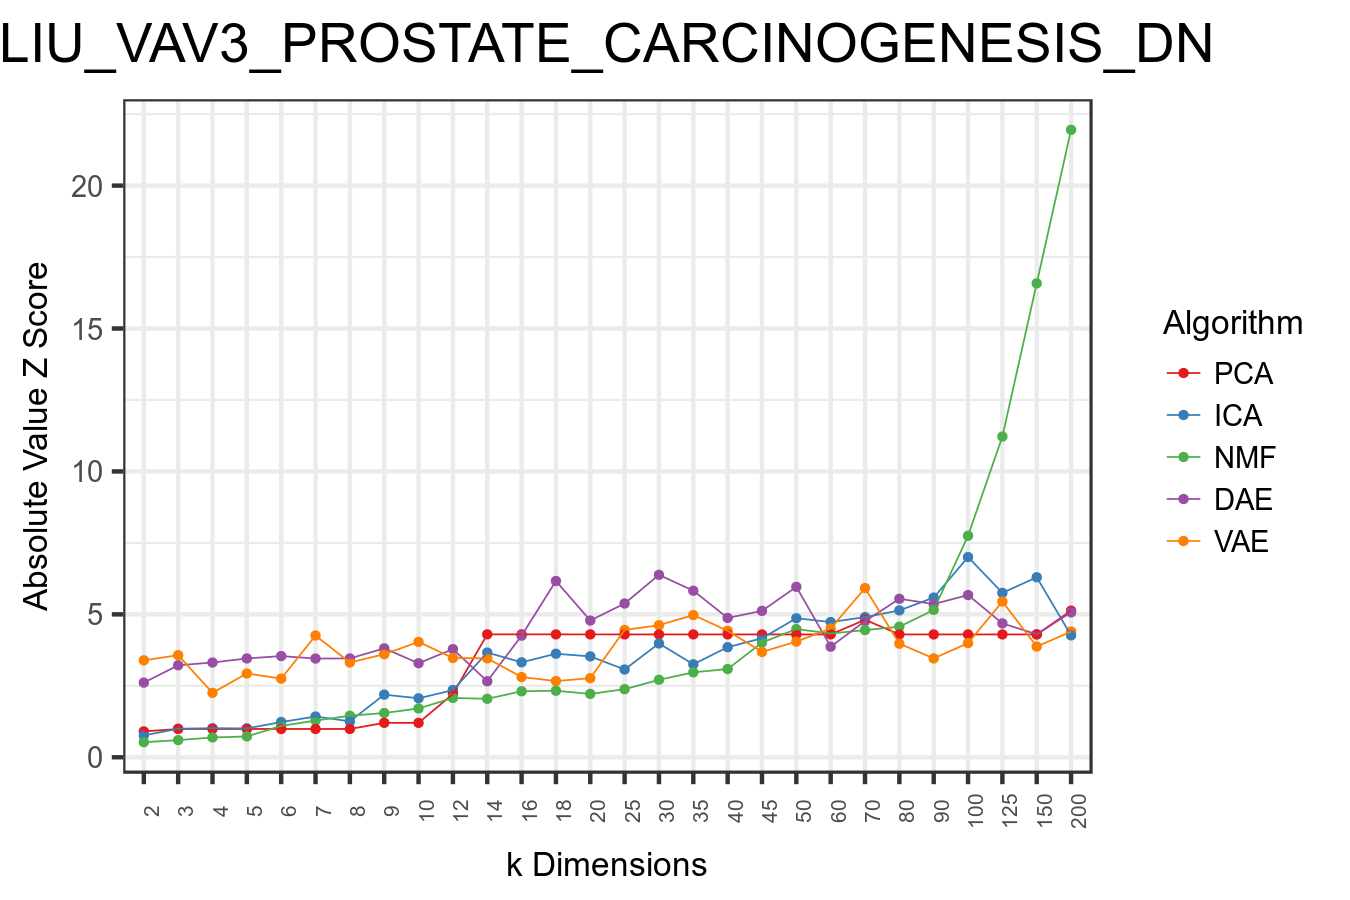 LIU_VAV3_PROSTATE_CARCINOGENESIS_DN
20
15
10
5
0
Absolute Value Z Score
2 3 4 5 6 7 8 9 10 12 14 16 18 20 25 30 35 40 45 50 60 70 80 90 100 125 150 200
k Dimensions
Algorithm
PCA
ICA
NMF
DAE
VAE